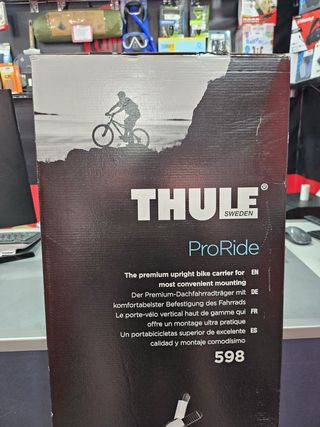 THULE®
SWEDEN
ProRide
The premium upright bike carrier for EN
most convenient mounting
Der Premium-Dachfahrradträger mit DE
komfortabelster Befestigung des Fahrrads
Le porte-vélo vertical haut de gamme qui FR
offre un montage ultra pratique
Un portabicicletas superior de excelente ES
calidad y montaje comodísimo
598